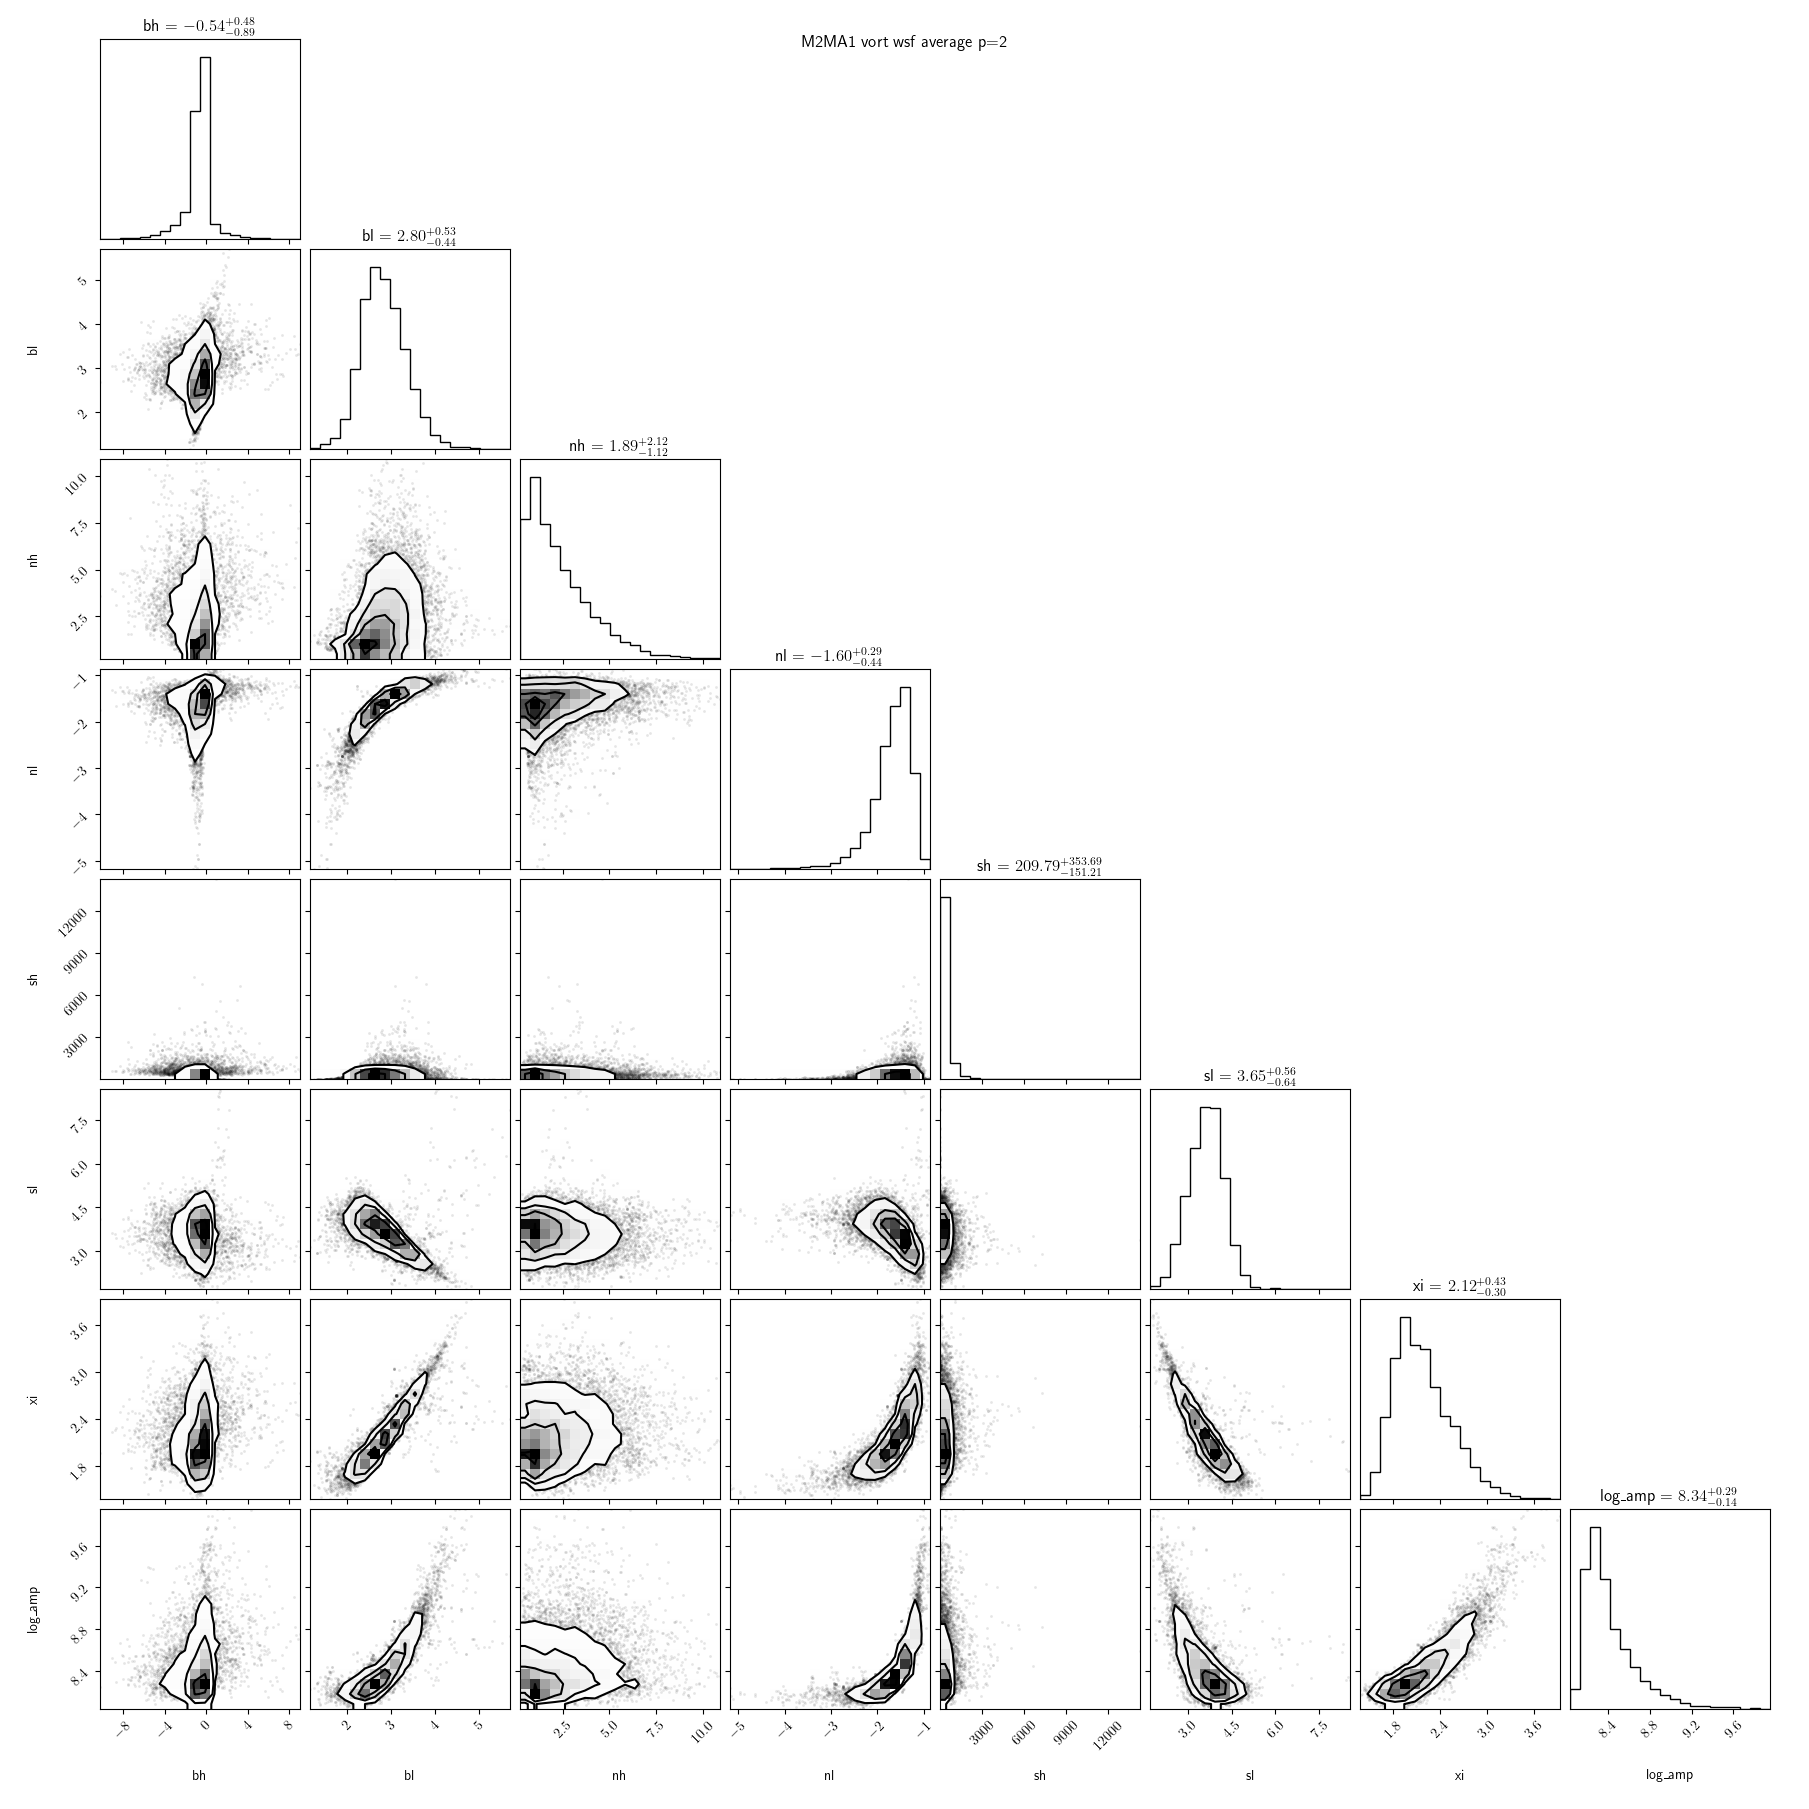 M2MA1 vort wsf average p=2
bh = −0.54 +0.48 −0.89
bl = 2.80 +0.53 −0.44
bl
5
4
3
2
nh = 1.89 +2.12 −1.12
nh
10.0
7.5
5.0
2.5
nl = −1.60 +0.29 −0.44
nl
−1
−2
−3
−4
−5
sh = 209.79 +353.69 −151.21
sh
12000
9000
6000
3000
sl = 3.65 +0.56 −0.64
sl
7.5
6.0
4.5
3.0
xi = 2.12 +0.43 −0.30
xi
3.6
3.0
2.4
1.8
log_amp = 8.34 +0.29 −0.14
log_amp
9.6
9.2
8.8
8.4
−8 −4 0 4 8 2 3 4 5 2.5 5.0 7.5 10.0 −5 −4 −3 −2 −1 3000 6000 9000 12000 3.0 4.5 6.0 7.5 1.8 2.4 3.0 3.6 8.4 8.8 9.2 9.6
bh bl nh nl sh sl xi log_amp